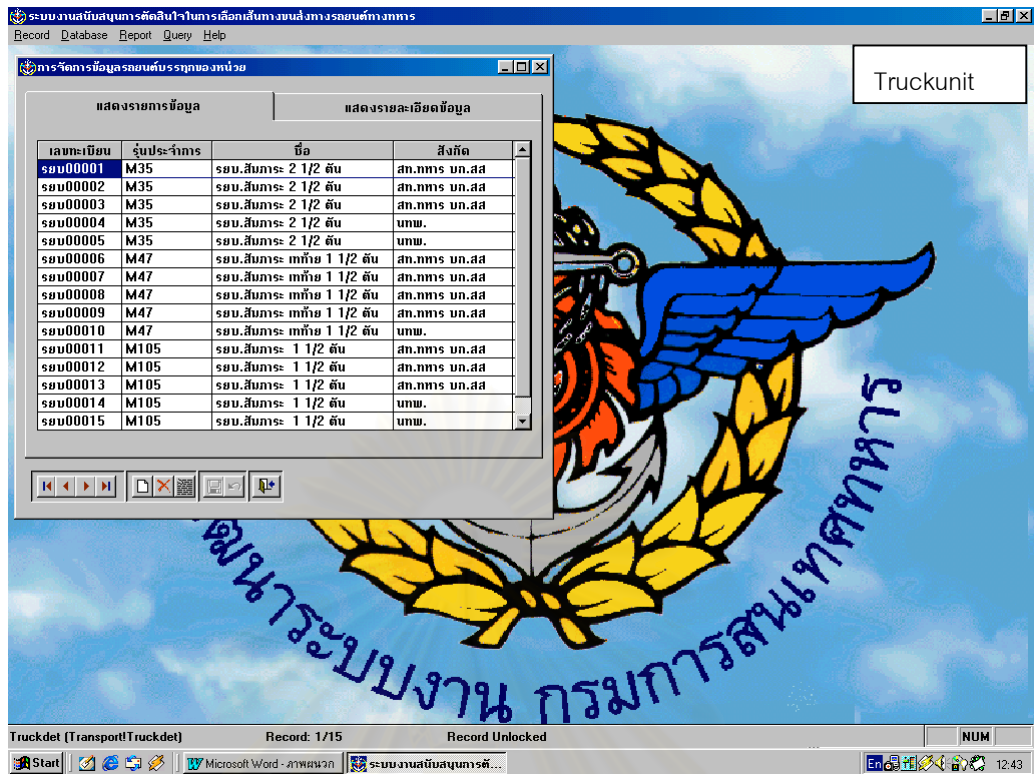 ระบบงานสนับสนุนการตัดสินใจในการเลือกเส้นทางขนส่งทางรถยนต์ทางทหาร
Record Database Report Query Help
การจัดการข้อมูลรถยนต์บรรทุกของหน่วย
Truckunit
แสดงรายการข้อมูล แสดงรายละเอียดข้อมูล
เลขทะเบียน รุ่นประจำการ ชื่อ สังกัด
รยบ00001 M35 รยบ.สัมภาระ 2 1/2 ตัน สท.ทหาร บก.สส
รยบ00002 M35 รยบ.สัมภาระ 2 1/2 ตัน สท.ทหาร บก.สส
รยบ00003 M35 รยบ.สัมภาระ 2 1/2 ตัน สท.ทหาร บก.สส
รยบ00004 M35 รยบ.สัมภาระ 2 1/2 ตัน นทพ.
รยบ00005 M35 รยบ.สัมภาระ 2 1/2 ตัน นทพ.
รยบ00006 M47 รยบ.สัมภาระ เทท้าย 1 1/2 ตัน สท.ทหาร บก.สส
รยบ00007 M47 รยบ.สัมภาระ เทท้าย 1 1/2 ตัน สท.ทหาร บก.สส
รยบ00008 M47 รยบ.สัมภาระ เทท้าย 1 1/2 ตัน สท.ทหาร บก.สส
รยบ00009 M47 รยบ.สัมภาระ เทท้าย 1 1/2 ตัน สท.ทหาร บก.สส
รยบ00010 M47 รยบ.สัมภาระ เทท้าย 1 1/2 ตัน นทพ.
รยบ00011 M105 รยบ.สัมภาระ 1 1/2 ตัน สท.ทหาร บก.สส
รยบ00012 M105 รยบ.สัมภาระ 1 1/2 ตัน สท.ทหาร บก.สส
รยบ00013 M105 รยบ.สัมภาระ 1 1/2 ตัน สท.ทหาร บก.สส
รยบ00014 M105 รยบ.สัมภาระ 1 1/2 ตัน นทพ.
รยบ00015 M105 รยบ.สัมภาระ 1 1/2 ตัน นทพ.
ฒนาระบบงาน กรมการสนเทศทหาร
Truckdet (Transport!Truckdet) Record: 1/15 Record Unlocked NUM
Start Microsoft Word - ภาพผนวก ระบบงานสนับสนุนการตั... En 12:43